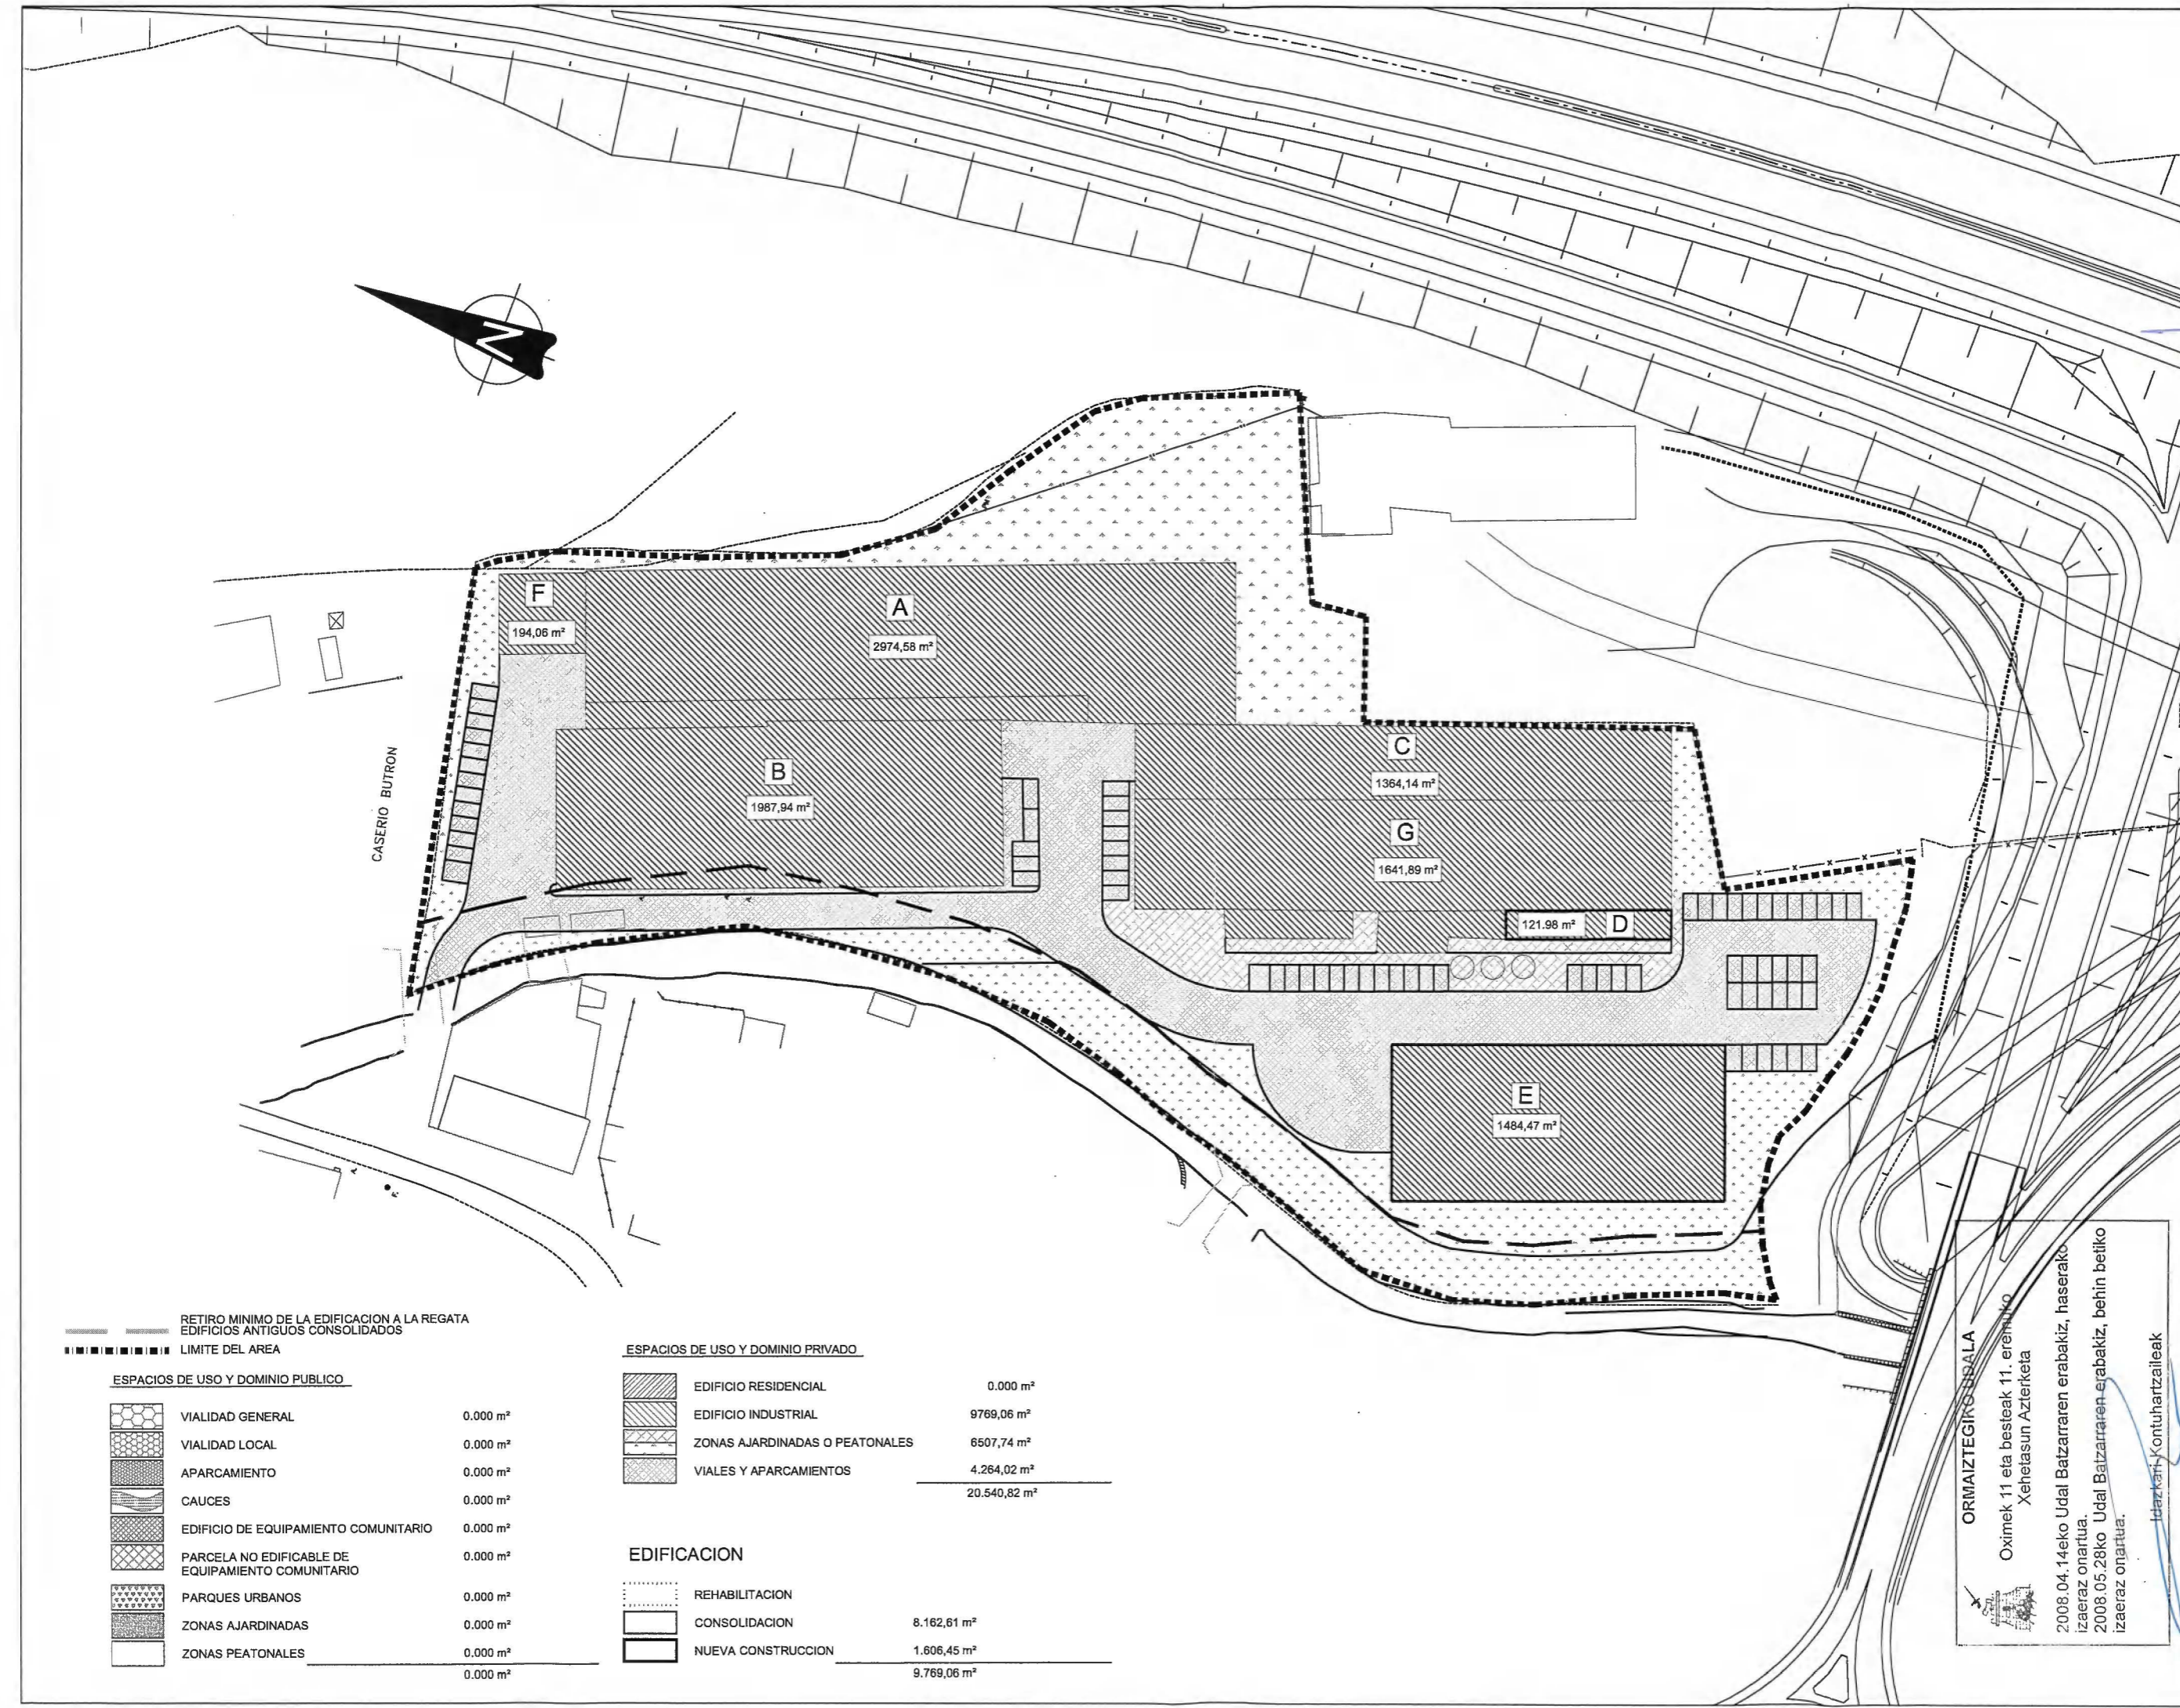 N
F
194,06 m²
A
2974,58 m²
B
1987,94 m²
C
1364,14 m²
G
1641,89 m²
121.98 m²
D
E
1484,47 m²
CASERIO BUTRON
RETIRO MINIMO DE LA EDIFICACION A LA REGATA
EDIFICIOS ANTIGUOS CONSOLIDADOS
LIMITE DEL AREA
ESPACIOS DE USO Y DOMINIO PUBLICO
VIALIDAD GENERAL 0.000 m²
VIALIDAD LOCAL 0.000 m²
APARCAMIENTO 0.000 m²
CAUCES 0.000 m²
EDIFICIO DE EQUIPAMIENTO COMUNITARIO 0.000 m²
PARCELA NO EDIFICABLE DE 0.000 m²
EQUIPAMIENTO COMUNITARIO
PARQUES URBANOS 0.000 m²
ZONAS AJARDINADAS 0.000 m²
ZONAS PEATONALES 0.000 m²
0.000 m²
ESPACIOS DE USO Y DOMINIO PRIVADO
EDIFICIO RESIDENCIAL 0.000 m²
EDIFICIO INDUSTRIAL 9769,06 m²
ZONAS AJARDINADAS O PEATONALES 6507,74 m²
VIALES Y APARCAMIENTOS 4.264,02 m²
20.540,82 m²
EDIFICACION
REHABILITACION
CONSOLIDACION 8.162,61 m²
NUEVA CONSTRUCCION 1.606,45 m²
9.769,06 m²
ORMAIZTEGIKO UDALA
Oximek 11 eta besteak 11. eremuko
Xehetasun Azterketa
2008.04.14eko Udal Batzarraren erabakiz, haserako
izaeraz onartua.
2008.05.28ko Udal Batzarraren erabakiz, behin betiko
izaeraz onartua.
Idazkari-Kontuhartzaileak